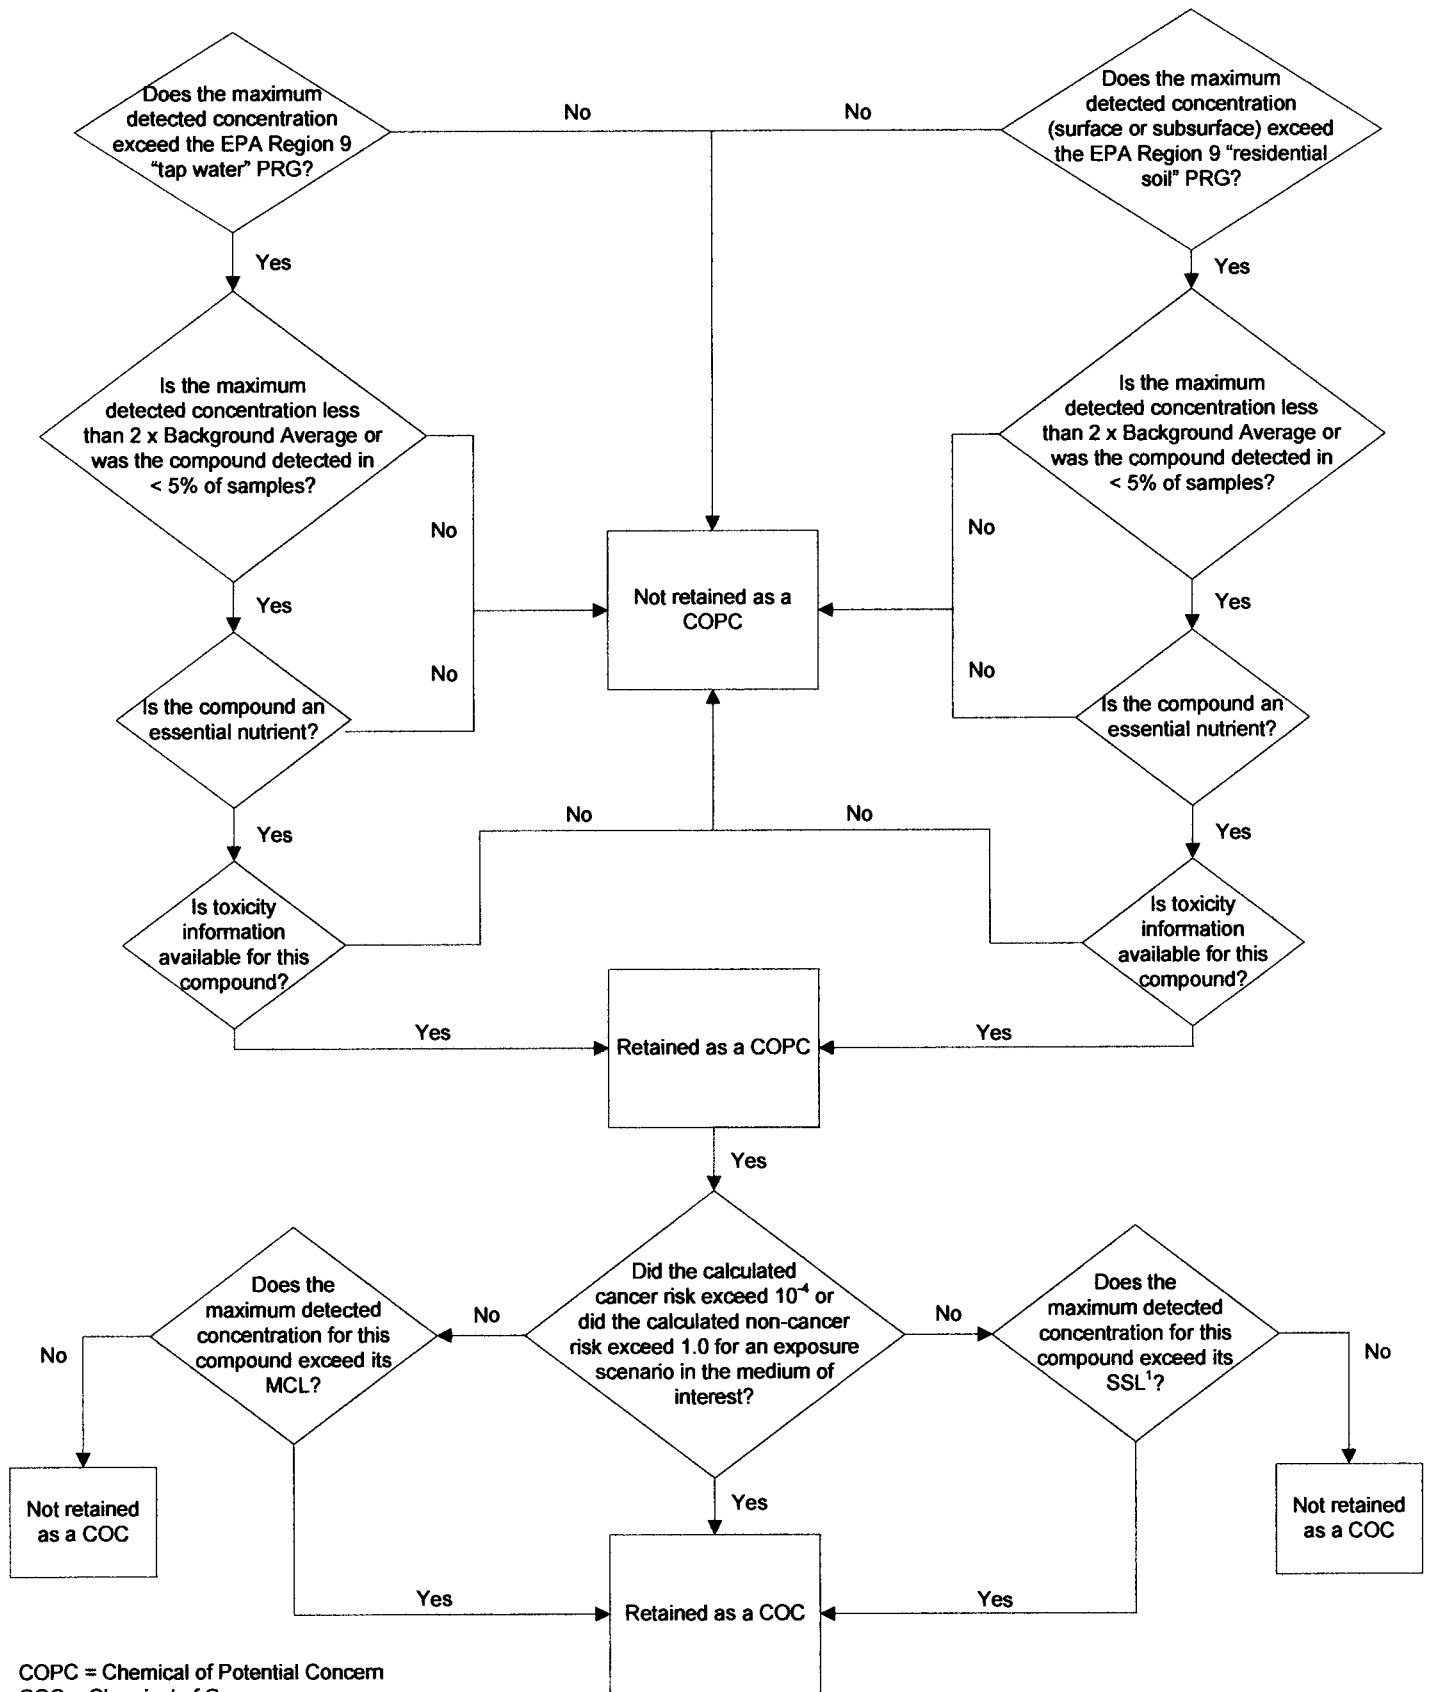 Does the maximum
detected concentration
exceed the EPA Region 9
“tap water” PRG?
No
No
Does the maximum
detected concentration
(surface or subsurface) exceed
the EPA Region 9 “residential
soil” PRG?
Yes
Yes
Is the maximum
detected concentration less
than 2 x Background Average or
was the compound detected in
< 5% of samples?
Is the maximum
detected concentration less
than 2 x Background Average or
was the compound detected in
< 5% of samples?
No
No
Not retained as a
COPC
Yes
Yes
No
No
Is the compound an
essential nutrient?
Is the compound an
essential nutrient?
Yes
No
No
Yes
Is toxicity
information
available for this
compound?
Is toxicity
information
available for this
compound?
Yes
Retained as a COPC
Yes
Yes
Does the
maximum detected
concentration for this
compound exceed its
MCL?
No
Did the calculated
cancer risk exceed 10⁻⁴ or
did the calculated non-cancer
risk exceed 1.0 for an exposure
scenario in the medium of
interest?
No
Does the
maximum detected
concentration for this
compound exceed its
SSL¹?
No
No
Not retained
as a COC
Yes
Not retained
as a COC
Yes
Retained as a COC
Yes
COPC = Chemical of Potential Concern